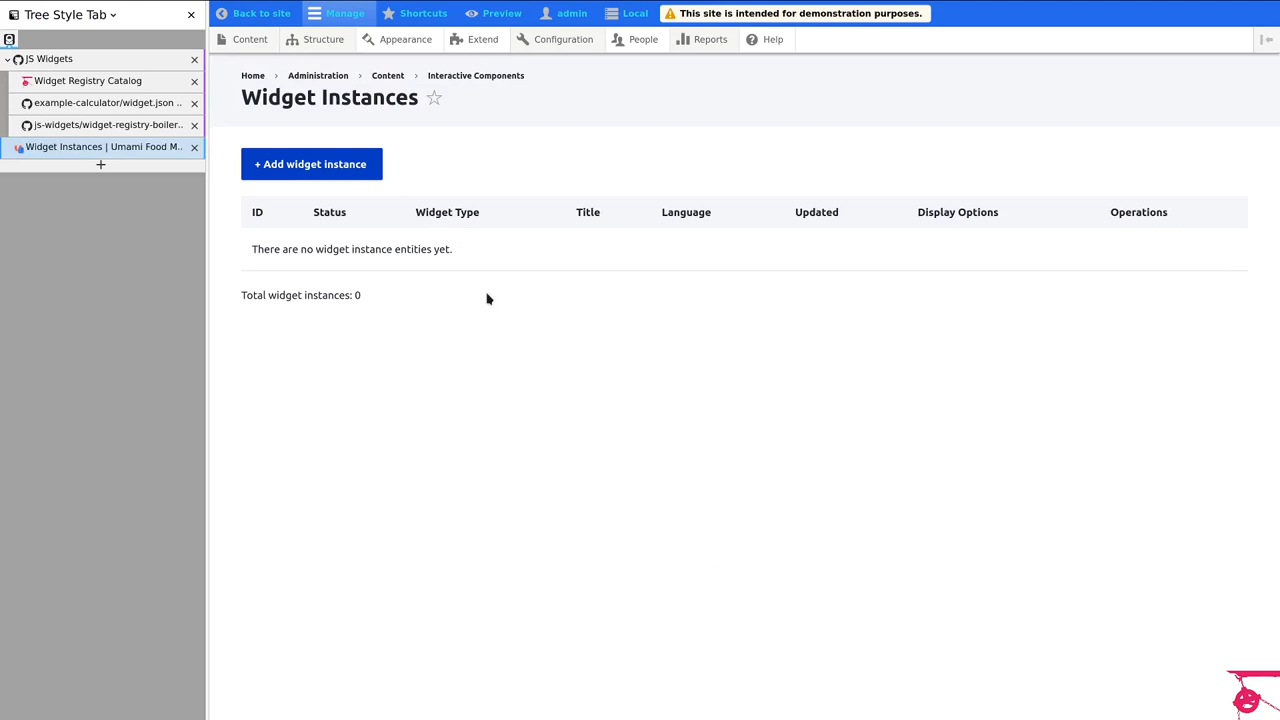 Tree Style Tab
JS Widgets
Widget Registry Catalog
example-calculator/widget.json ..
js-widgets/widget-registry-boiler..
Widget Instances | Umami Food M..
Back to site
Manage
Shortcuts
Preview
admin
Local
This site is intended for demonstration purposes.
Content
Structure
Appearance
Extend
Configuration
People
Reports
Help
Home › Administration › Content › Interactive Components
Widget Instances
+ Add widget instance
ID Status Widget Type Title Language Updated Display Options Operations
There are no widget instance entities yet.
Total widget instances: 0